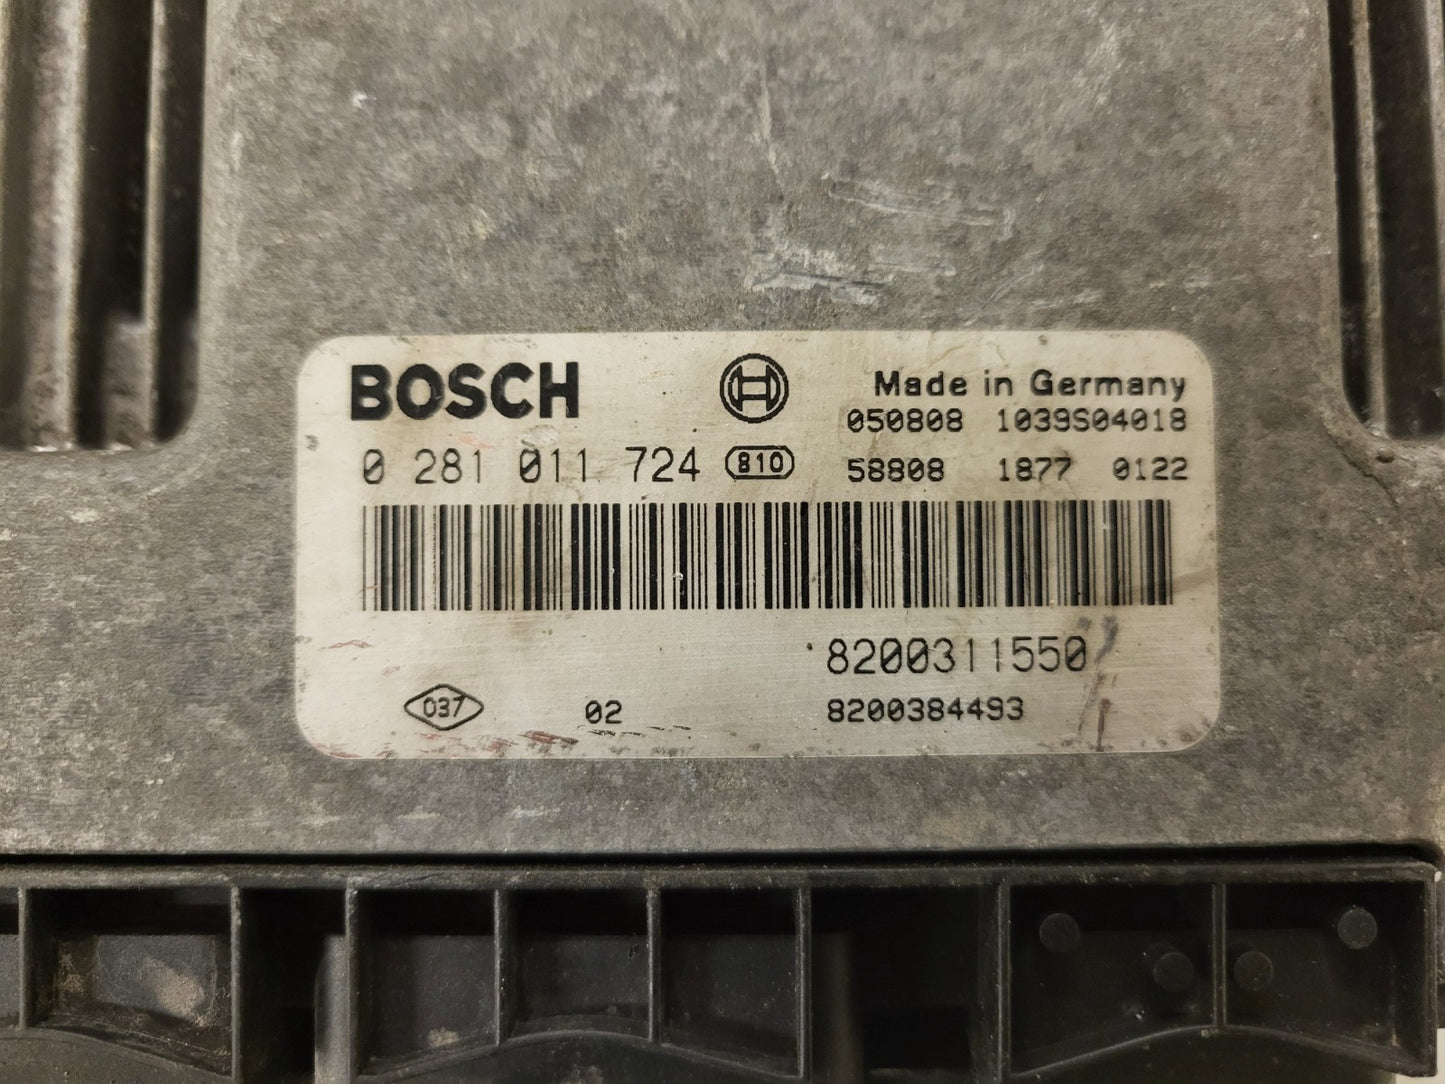 BOSCH
Made in Germany
050808 1039S04018
0 281 011 724 810
58808 1877 0122
8200311550
037 02 8200384493